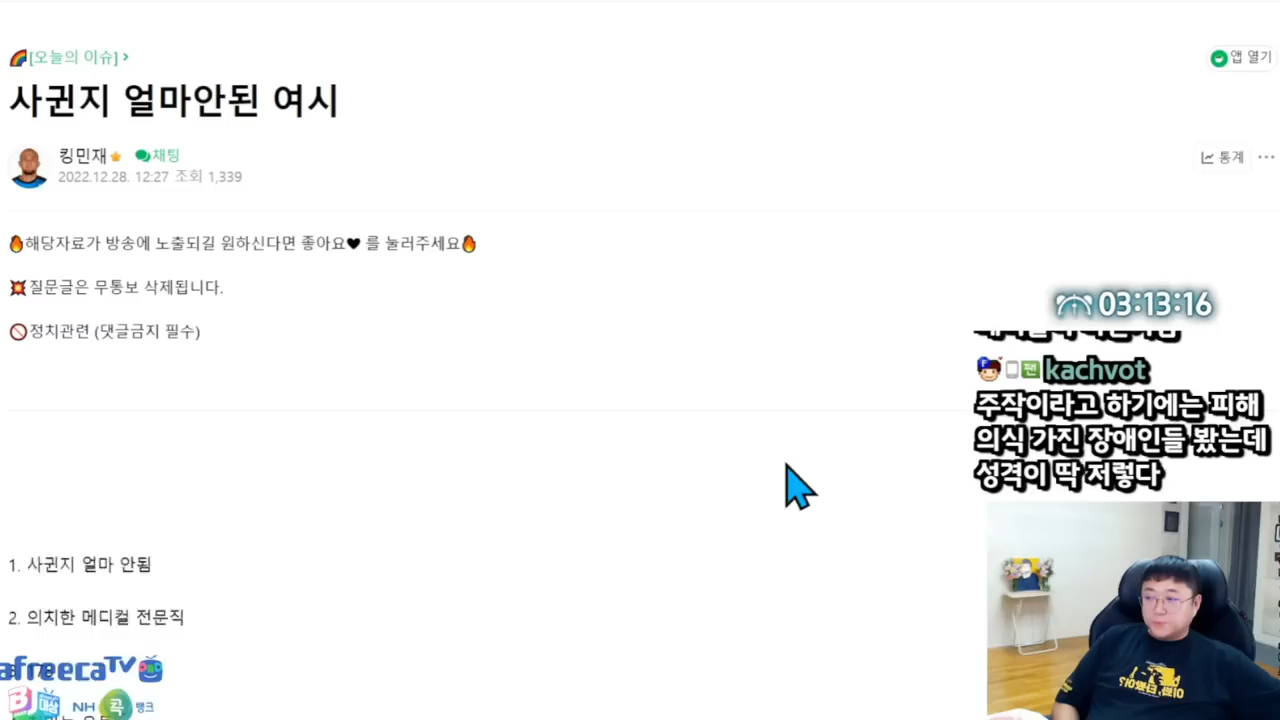 [오늘의 이슈] >
앱 열기
사귄지 얼마안된 여시
킹민재
채팅
2022.12.28. 12:27 조회 1,339
통계
해당자료가 방송에 노출되길 원하신다면 좋아요🖤 를 눌러주세요
질문글은 무통보 삭제됩니다.
정치관련 (댓글금지 필수)
03:13:16
팬 kachvot
주작이라고 하기에는 피해
의식 가진 장애인들 봤는데
성격이 딱 저렇다
1. 사귄지 얼마 안됨
2. 의치한 메디컬 전문직
afreecaTV
NH 콕 뱅크